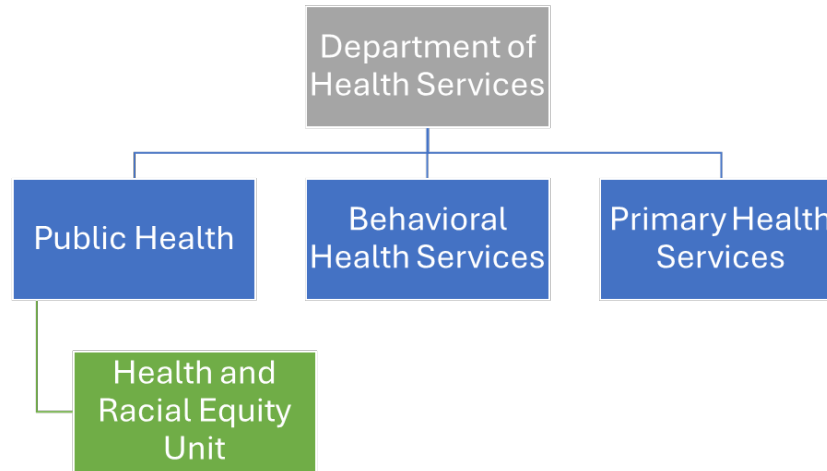 Department of
Health Services
Public Health
Behavioral
Health Services
Primary Health
Services
Health and
Racial Equity
Unit